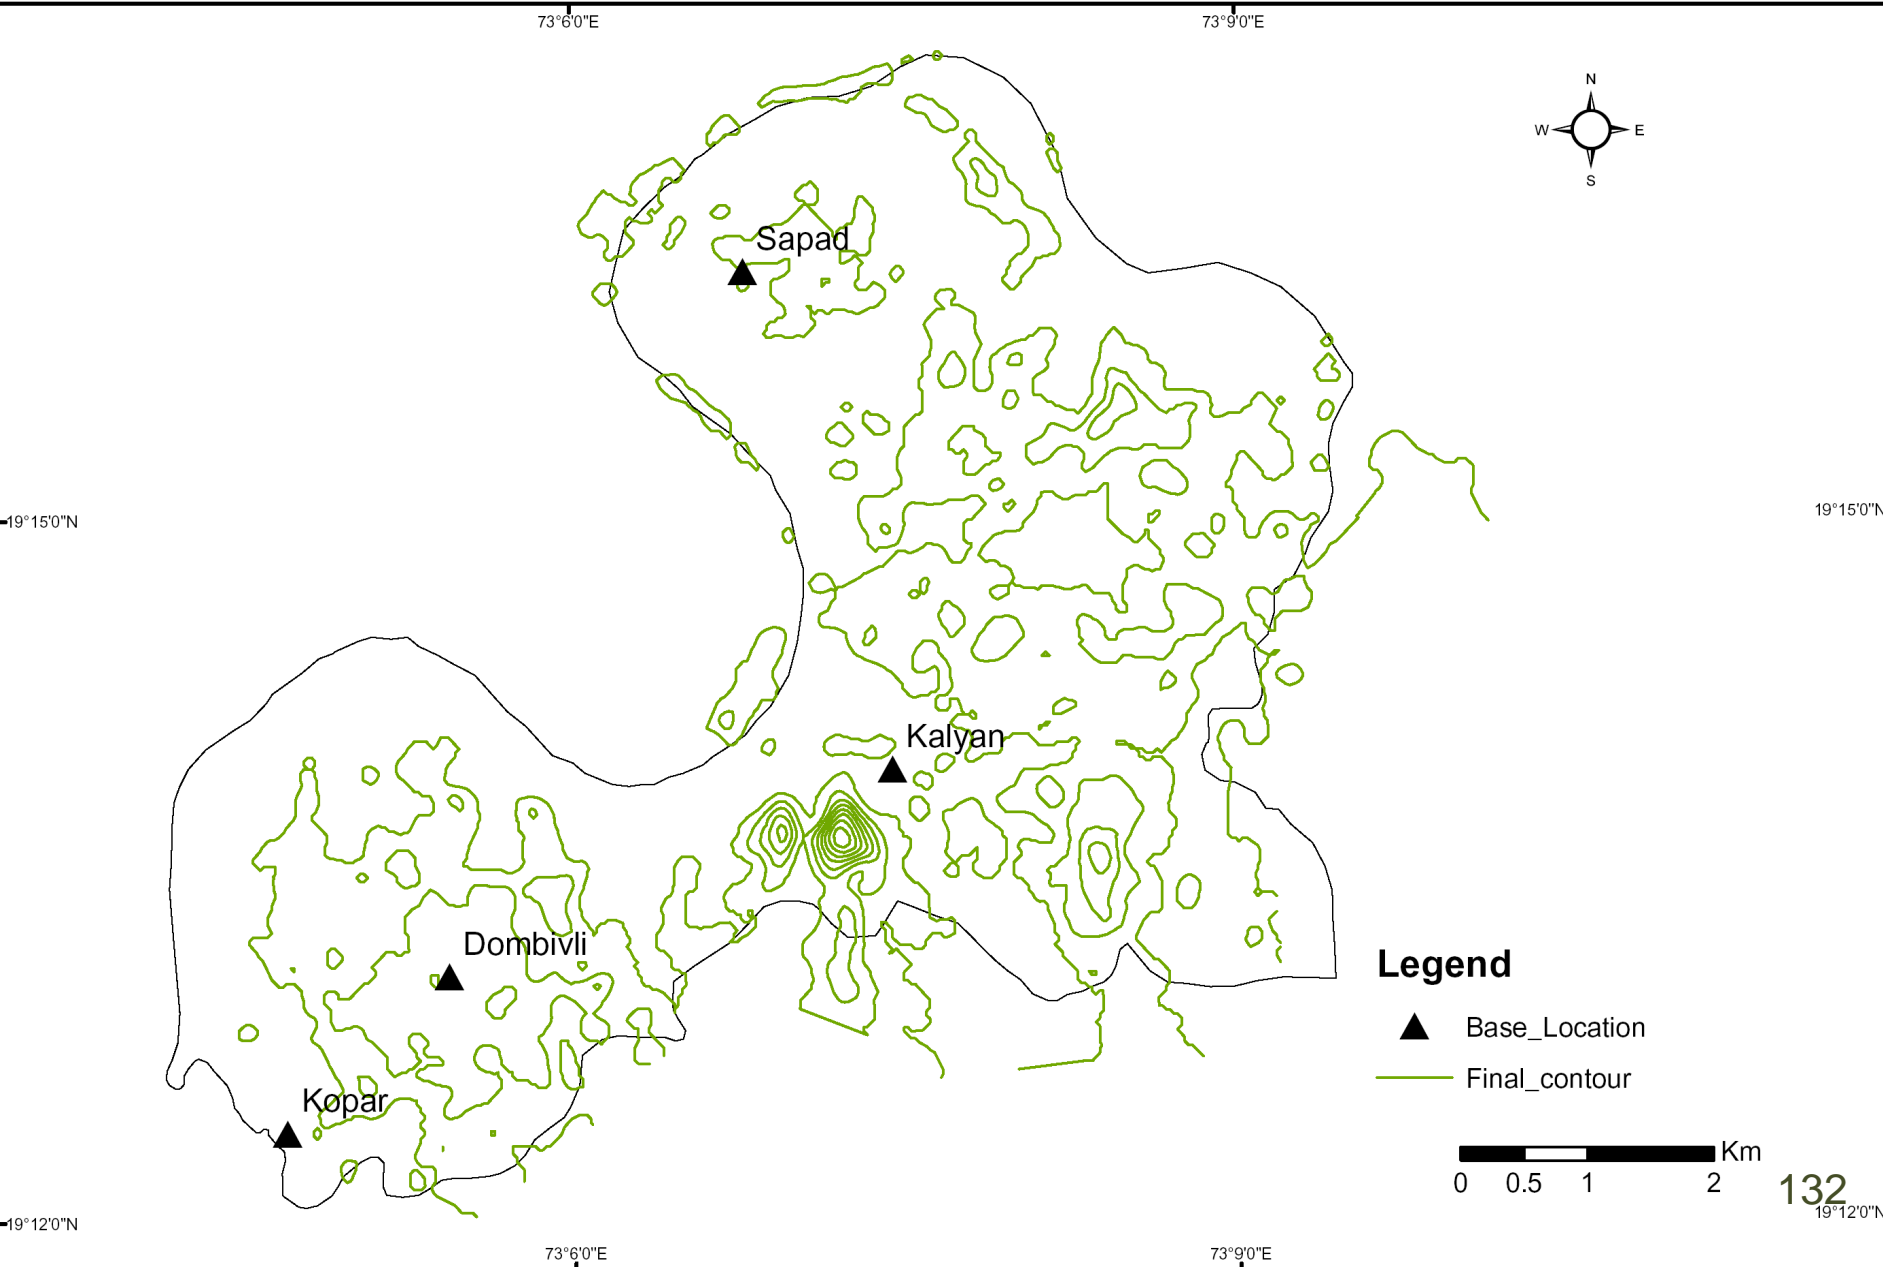 73°6'0"E
73°9'0"E
N
W
E
S
Sapad
19°15'0"N
19°15'0"N
Kalyan
Dombivli
Legend
Base_Location
Final_contour
Kopar
Km
0
0.5
1
2
132
19°12'0"N
19°12'0"N
73°6'0"E
73°9'0"E